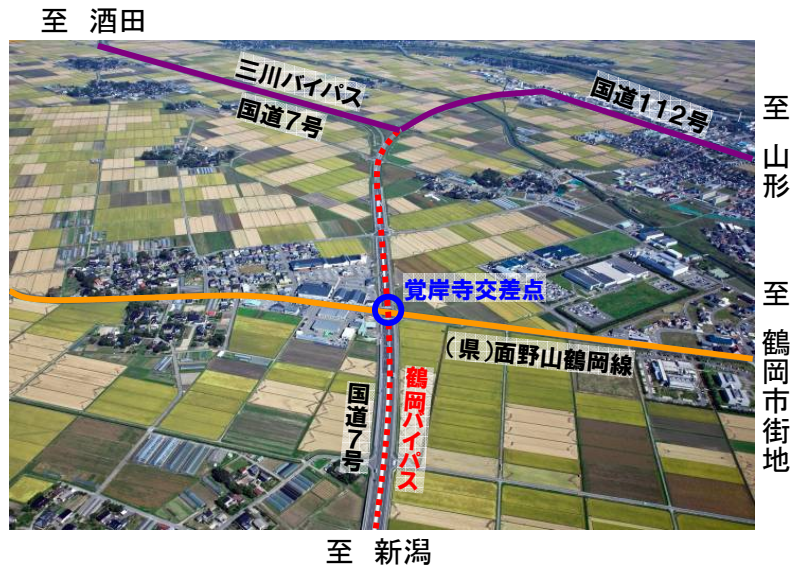 至 酒田
三川バイパス
国道7号
国道112号
至 山形
覚岸寺交差点
至 鶴岡市街地
(県)面野山鶴岡線
国道7号
鶴岡バイパス
至 新潟